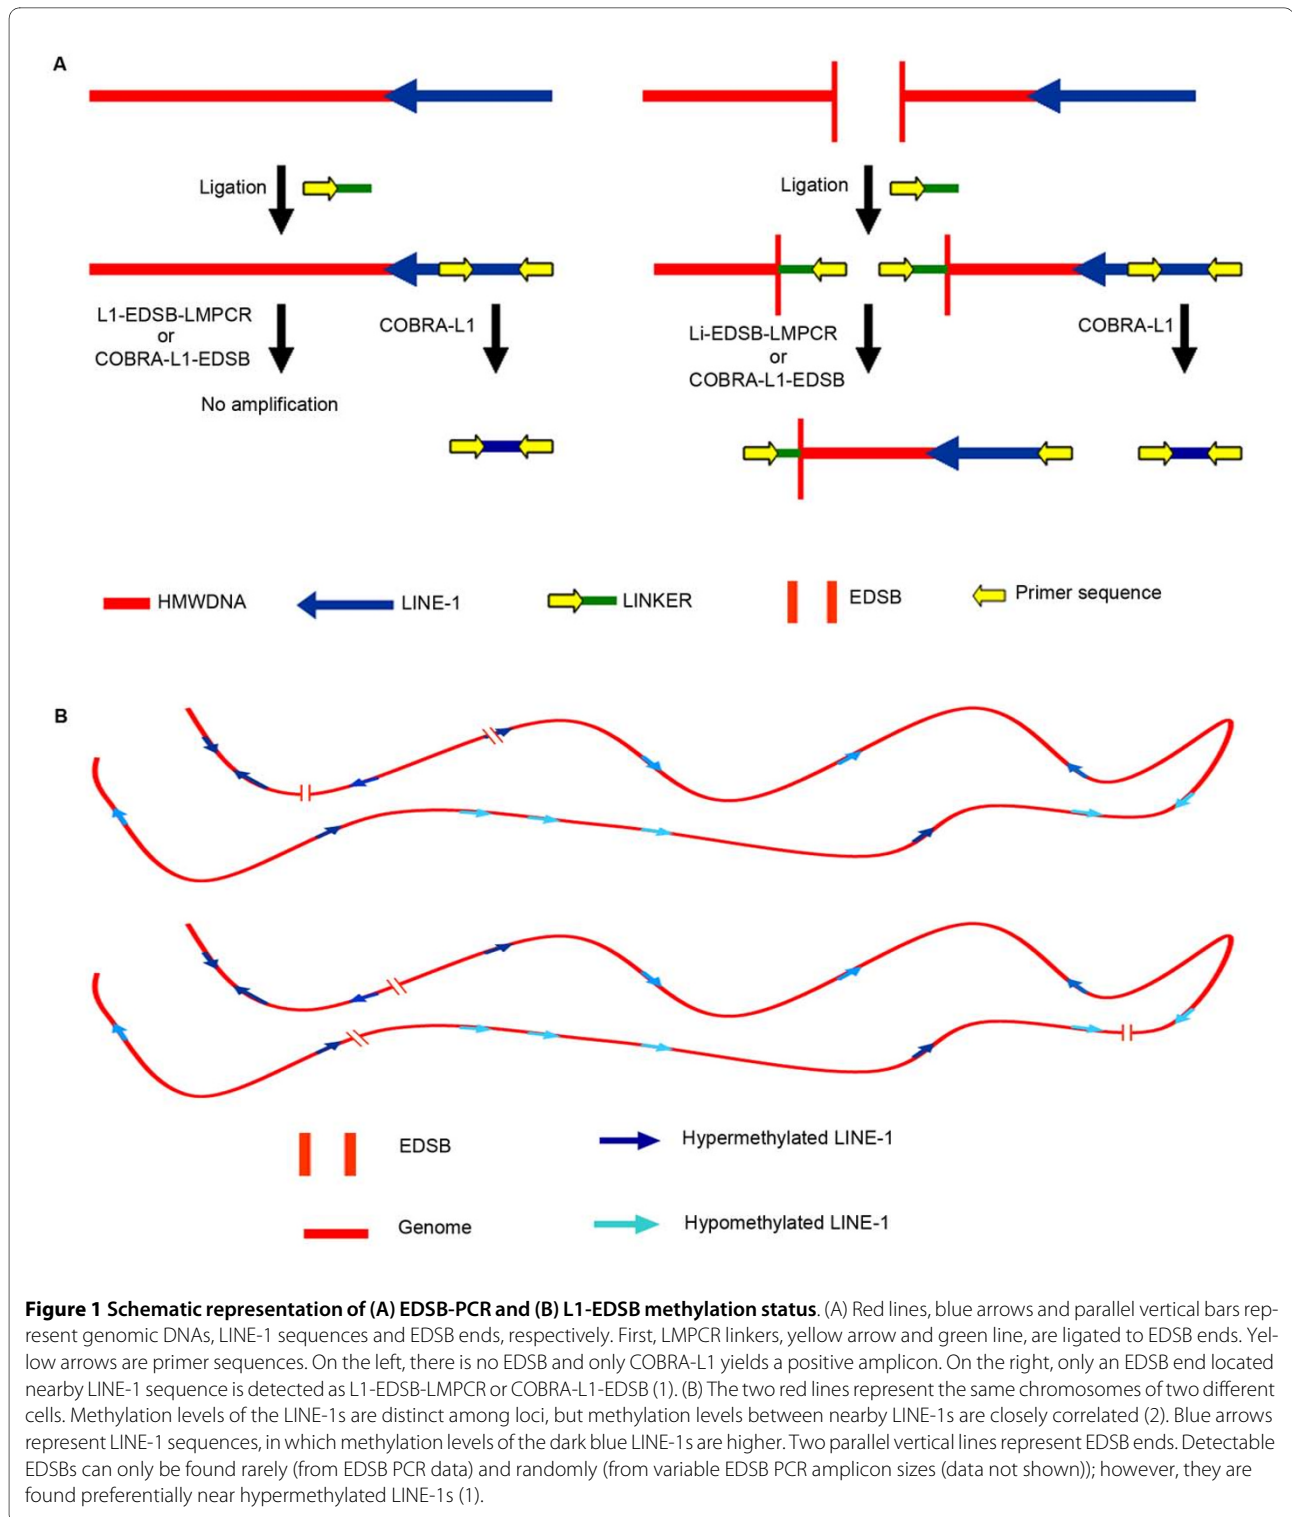 A
Ligation
Ligation
L1-EDSB-LMPCR
or
COBRA-L1-EDSB
COBRA-L1
Li-EDSB-LMPCR
or
COBRA-L1-EDSB
COBRA-L1
No amplification
HMWDNA
LINE-1
LINKER
EDSB
Primer sequence
B
EDSB
Hypermethylated LINE-1
Genome
Hypomethylated LINE-1
Figure 1 Schematic representation of (A) EDSB-PCR and (B) L1-EDSB methylation status. (A) Red lines, blue arrows and parallel vertical bars rep-
resent genomic DNAs, LINE-1 sequences and EDSB ends, respectively. First, LMPCR linkers, yellow arrow and green line, are ligated to EDSB ends. Yel-
low arrows are primer sequences. On the left, there is no EDSB and only COBRA-L1 yields a positive amplicon. On the right, only an EDSB end located
nearby LINE-1 sequence is detected as L1-EDSB-LMPCR or COBRA-L1-EDSB (1). (B) The two red lines represent the same chromosomes of two different
cells. Methylation levels of the LINE-1s are distinct among loci, but methylation levels between nearby LINE-1s are closely correlated (2). Blue arrows
represent LINE-1 sequences, in which methylation levels of the dark blue LINE-1s are higher. Two parallel vertical lines represent EDSB ends. Detectable
EDSBs can only be found rarely (from EDSB PCR data) and randomly (from variable EDSB PCR amplicon sizes (data not shown)); however, they are
found preferentially near hypermethylated LINE-1s (1).